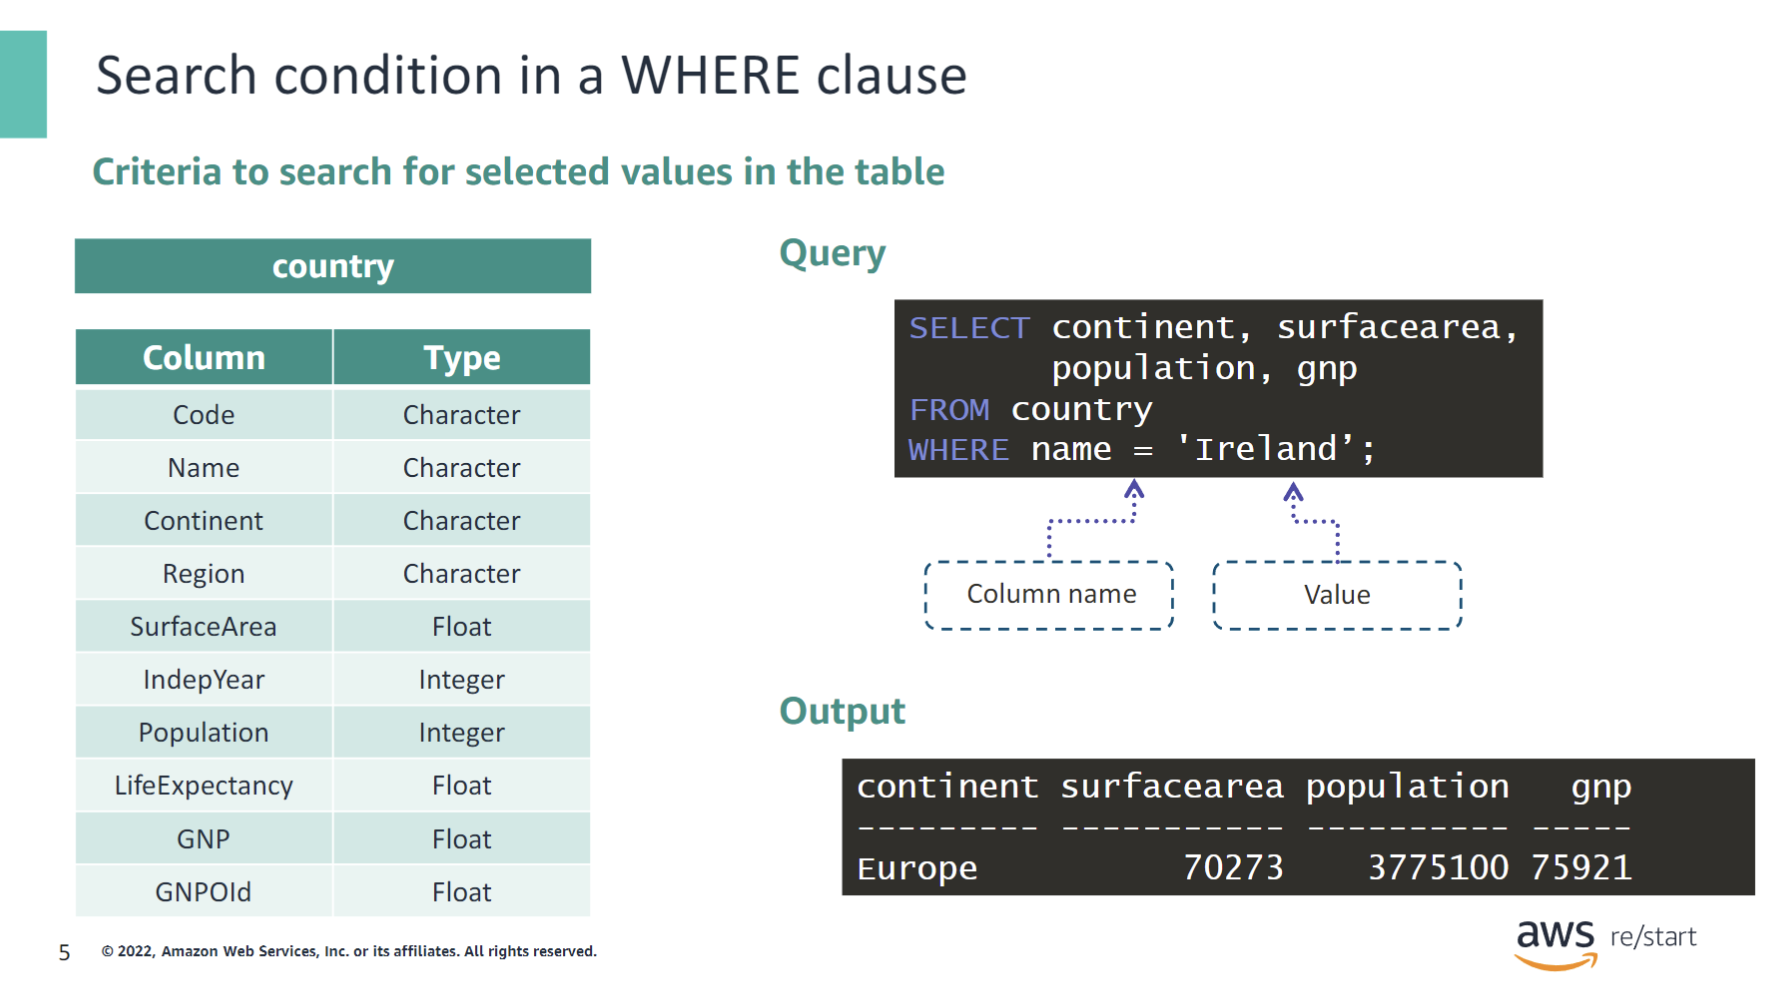 Search condition in a WHERE clause
Criteria to search for selected values in the table
country
Column Type
Code Character
Name Character
Continent Character
Region Character
SurfaceArea Float
IndepYear Integer
Population Integer
LifeExpectancy Float
GNP Float
GNPOId Float
Query
SELECT continent, surfacearea,
population, gnp
FROM country
WHERE name = 'Ireland’;
Column name
Value
Output
continent surfacearea population gnp
--------- ----------- ---------- -----
Europe 70273 3775100 75921
5 © 2022, Amazon Web Services, Inc. or its affiliates. All rights reserved.
aws re/start